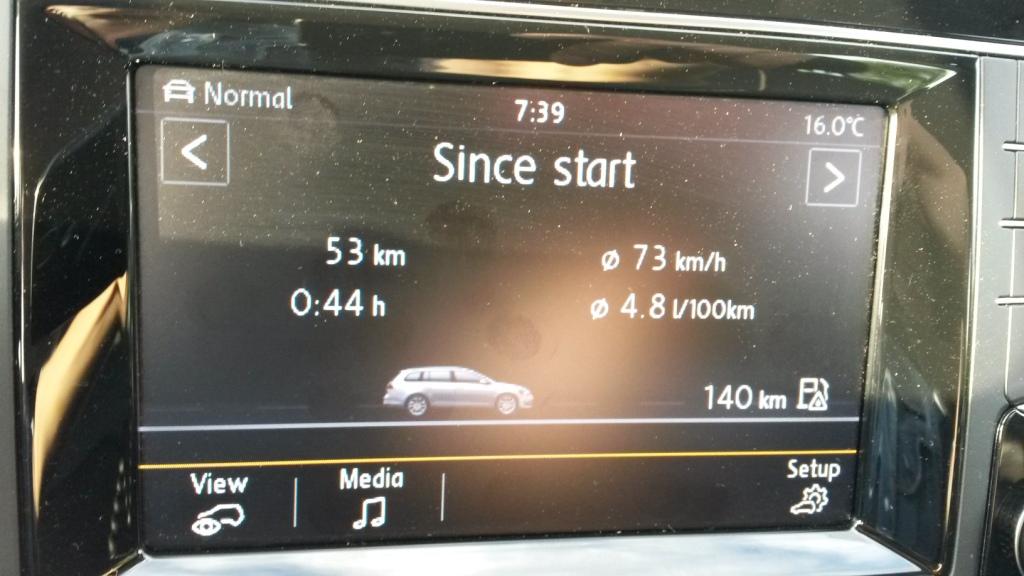 Normal
7:39
16.0°C
<
Since start
>
53 km
ø 73 km/h
0:44 h
ø 4.8 l/100km
140 km
View
Media
Setup